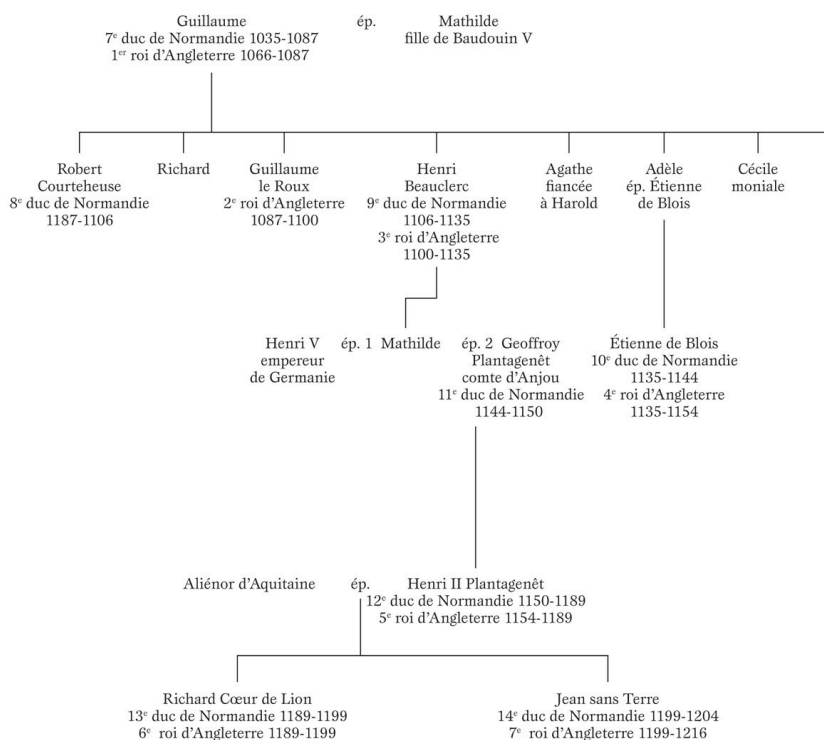 Guillaume ép. Mathilde
7e duc de Normandie 1035-1087 fille de Baudouin V
1er roi d'Angleterre 1066-1087
Robert
Courteheuse
8e duc de Normandie
1187-1106
Richard
Guillaume
le Roux
2e roi d'Angleterre
1087-1100
Henri
Beauclerc
9e duc de Normandie
1106-1135
3e roi d'Angleterre
1100-1135
Agathe
fiancée
à Harold
Adèle
ép. Étienne
de Blois
Cécile
moniale
Henri V
empereur
de Germanie
ép. 1 Mathilde
ép. 2 Geoffroy
Plantagenêt
comte d'Anjou
11e duc de Normandie
1144-1150
Étienne de Blois
10e duc de Normandie
1135-1144
4e roi d'Angleterre
1135-1154
Aliénor d'Aquitaine ép. Henri II Plantagenêt
12e duc de Normandie 1150-1189
5e roi d'Angleterre 1154-1189
Richard Cœur de Lion
13e duc de Normandie 1189-1199
6e roi d'Angleterre 1189-1199
Jean sans Terre
14e duc de Normandie 1199-1204
7e roi d'Angleterre 1199-1216